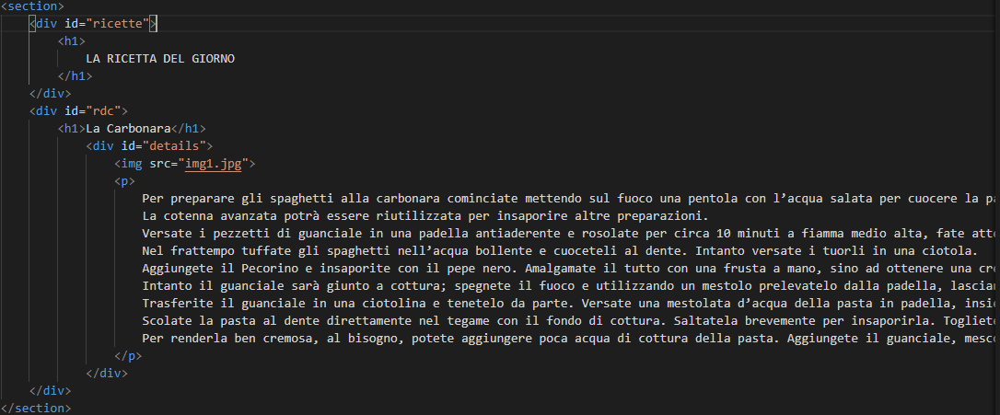 <section>
<div id="ricette">
<h1>
LA RICETTA DEL GIORNO
</h1>
</div>
<div id="rdc">
<h1>La Carbonara</h1>
<div id="details">
<img src="img1.jpg">
<p>
Per preparare gli spaghetti alla carbonara cominciate mettendo sul fuoco una pentola con l’acqua salata per cuocere la
La cotenna avanzata potrà essere riutilizzata per insaporire altre preparazioni.
Versate i pezzetti di guanciale in una padella antiaderente e rosolate per circa 10 minuti a fiamma medio alta, fate
Nel frattempo tuffate gli spaghetti nell’acqua bollente e cuoceteli al dente. Intanto versate i tuorli in una ciotola.
Aggiungete il Pecorino e insaporite con il pepe nero. Amalgamate il tutto con una frusta a mano, sino ad ottenere una
Intanto il guanciale sarà giunto a cottura; spegnete il fuoco e utilizzando un mestolo prelevatelo dalla padella,
Trasferite il guanciale in una ciotolina e tenetelo da parte. Versate una mestolata d’acqua della pasta in padella,
Scolate la pasta al dente direttamente nel tegame con il fondo di cottura. Saltatela brevemente per insaporirla.
Per renderla ben cremosa, al bisogno, potete aggiungere poca acqua di cottura della pasta. Aggiungete il guanciale,
</p>
</div>
</div>
</section>